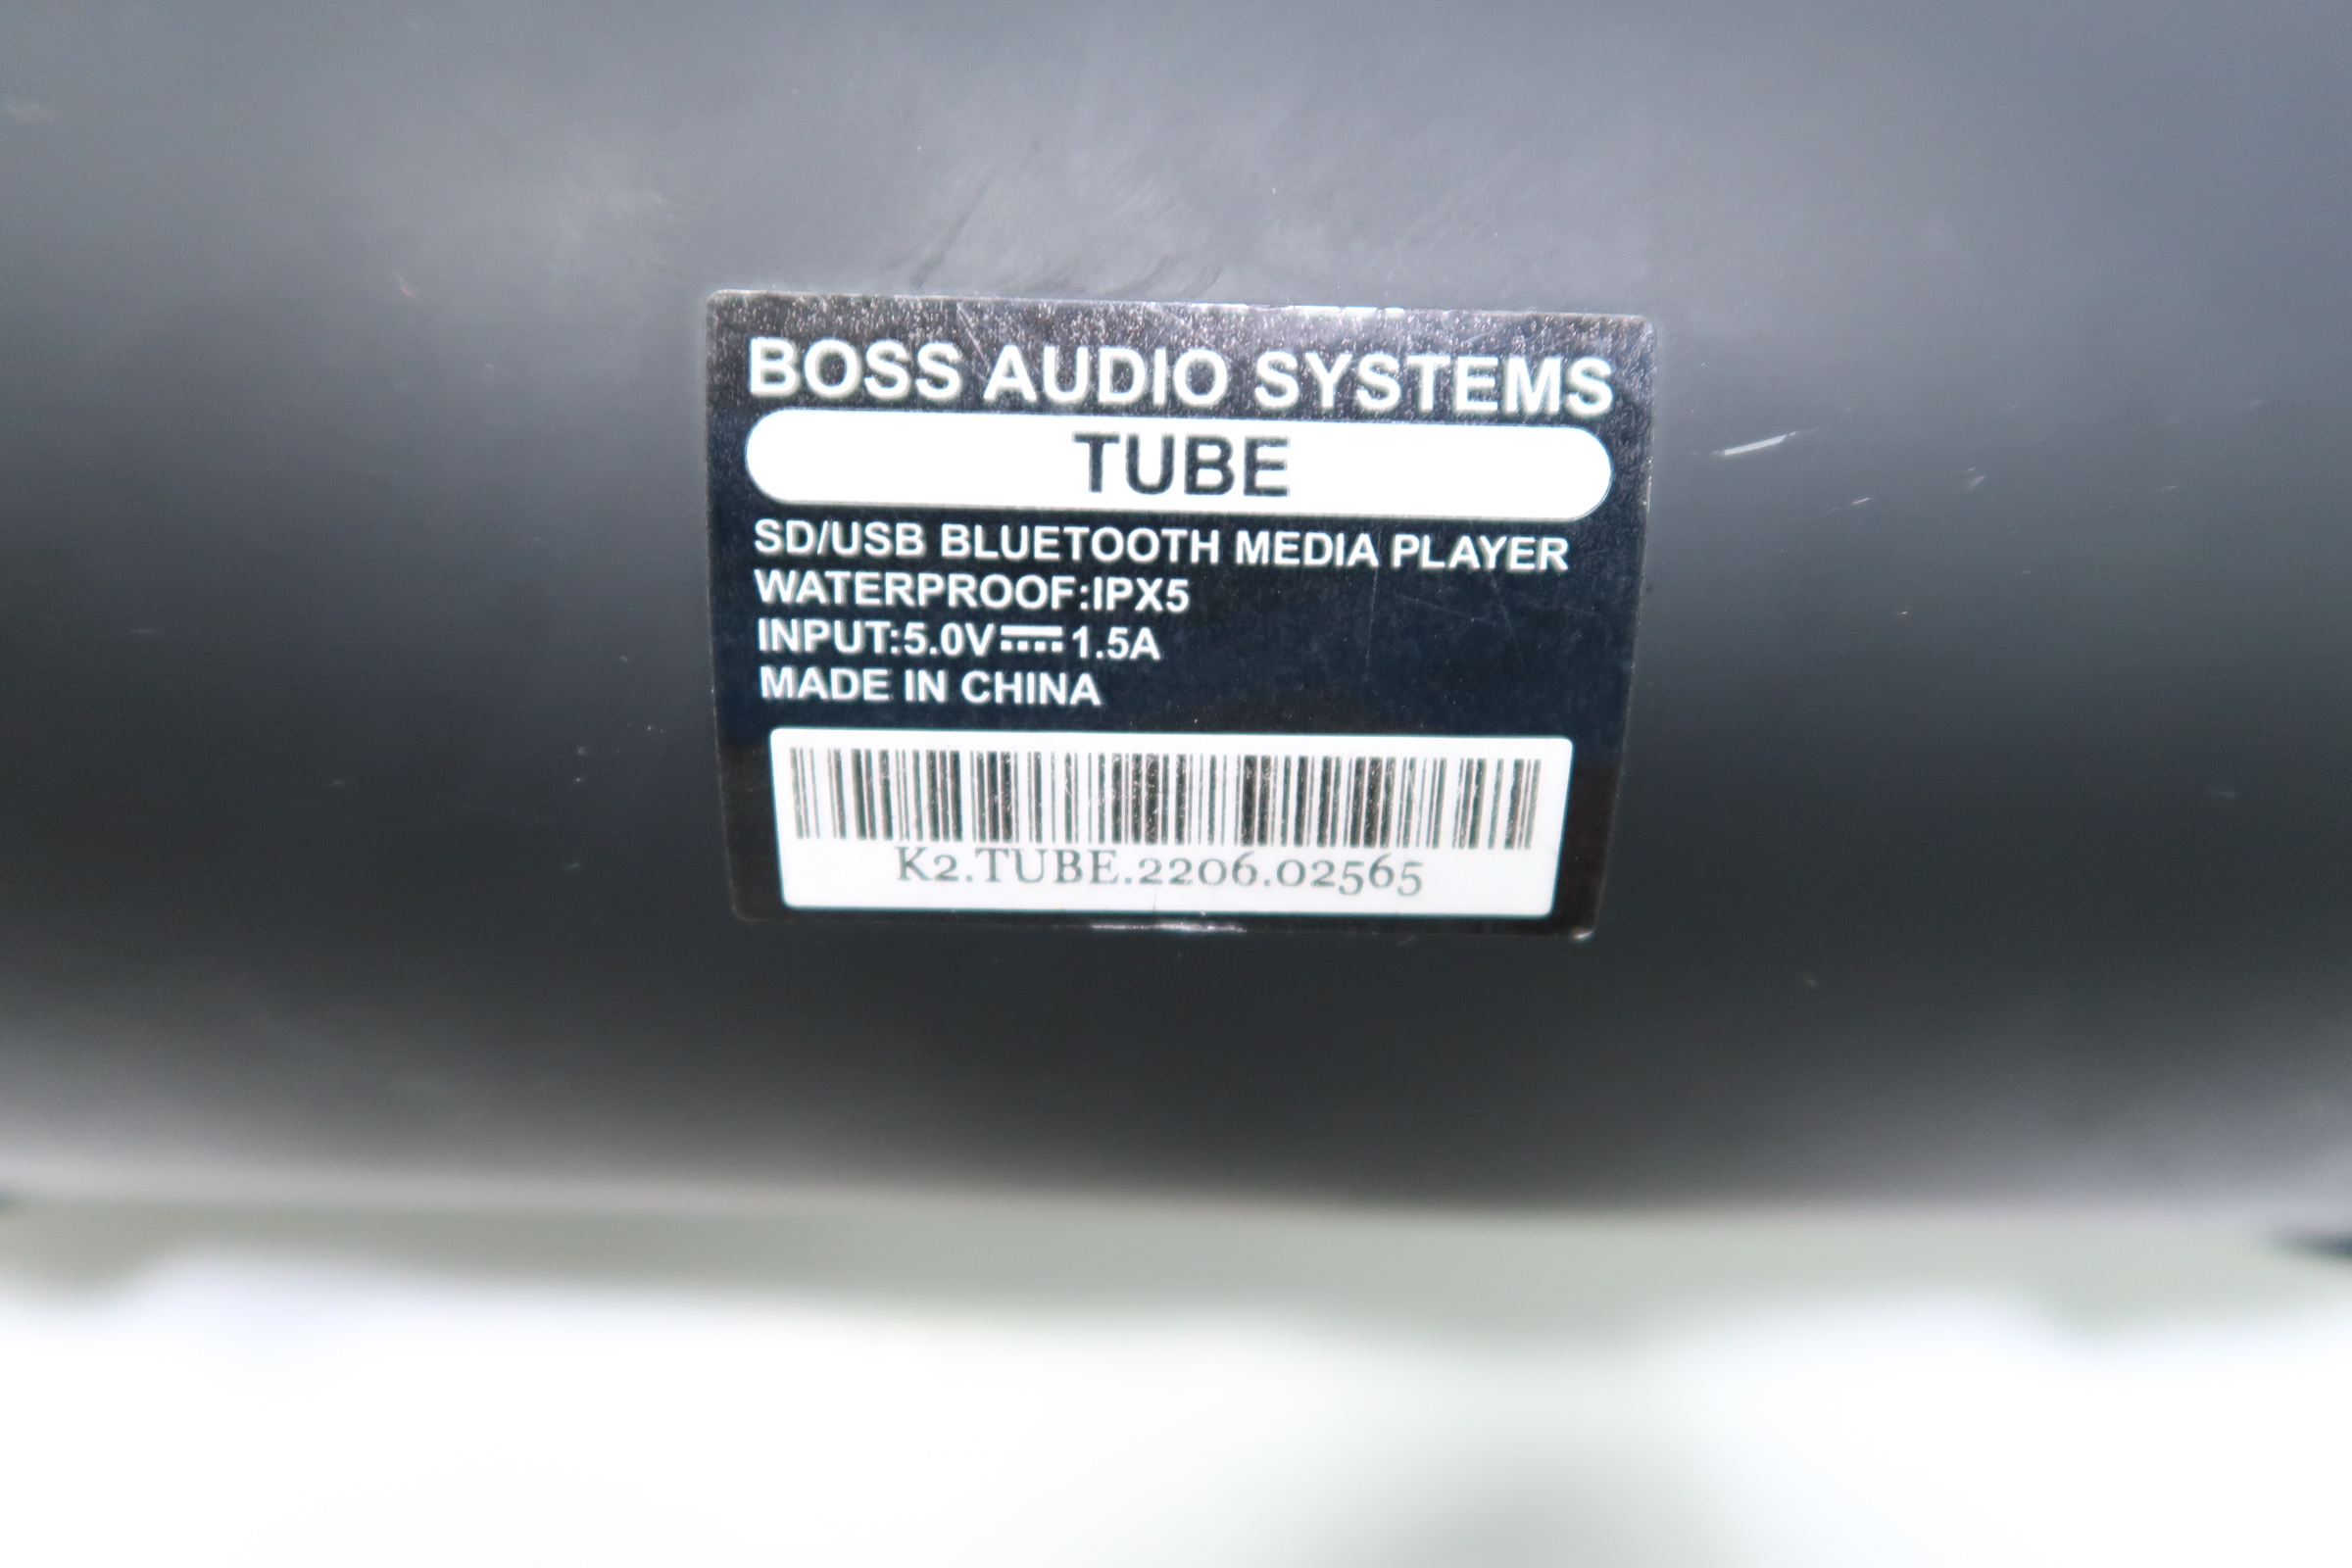 BOSS AUDIO SYSTEMS
TUBE
SD/USB BLUETOOTH MEDIA PLAYER
WATERPROOF:IPX5
INPUT:5.0V⎓1.5A
MADE IN CHINA
K2.TUBE.2206.02565